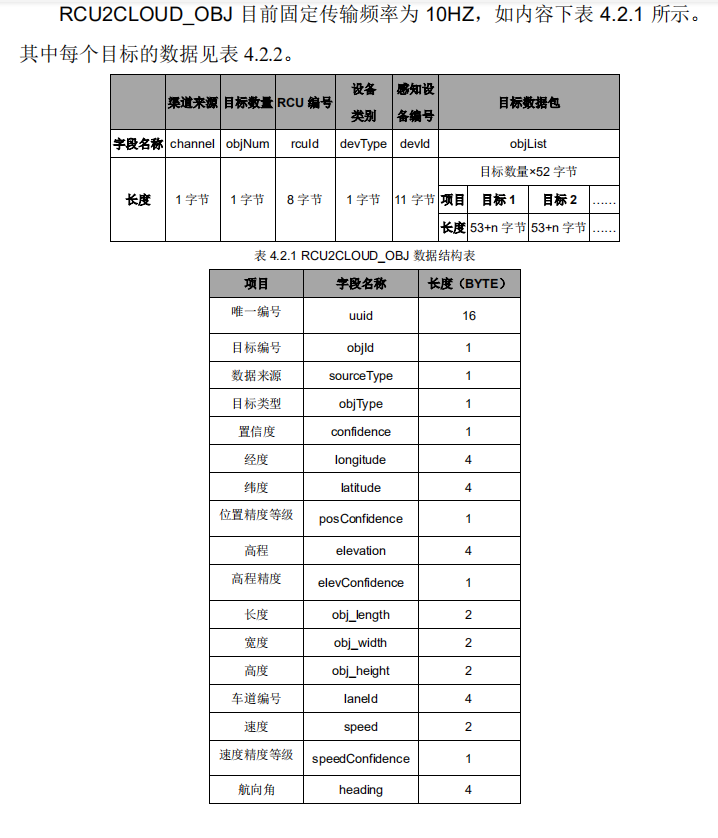 RCU2CLOUD_OBJ 目前固定传输频率为 10HZ，如内容下表 4.2.1 所示。
其中每个目标的数据见表 4.2.2。
渠道来源 目标数量 RCU 编号 设备类别 感知设备编号 目标数据包
字段名称 channel objNum rcuId devType devId objList
长度 1 字节 1 字节 8 字节 1 字节 11 字节 目标数量×52 字节
项目 目标 1 目标 2 ……
长度 53+n 字节 53+n 字节 ……
表 4.2.1 RCU2CLOUD_OBJ 数据结构表
项目 字段名称 长度（BYTE）
唯一编号 uuid 16
目标编号 objId 1
数据来源 sourceType 1
目标类型 objType 1
置信度 confidence 1
经度 longitude 4
纬度 latitude 4
位置精度等级 posConfidence 1
高程 elevation 4
高程精度 elevConfidence 1
长度 obj_length 2
宽度 obj_width 2
高度 obj_height 2
车道编号 laneId 4
速度 speed 2
速度精度等级 speedConfidence 1
航向角 heading 4